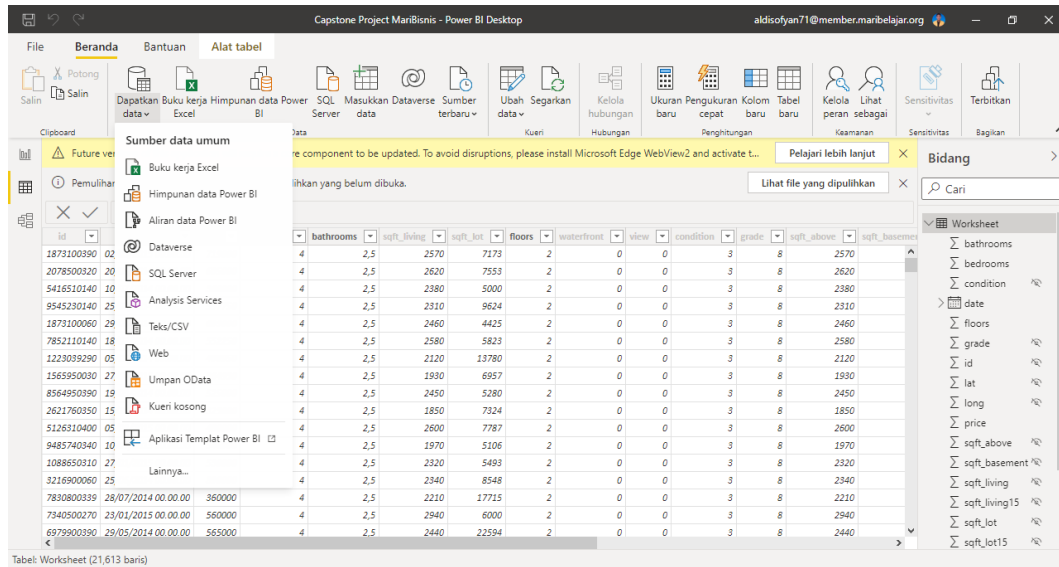 Capstone Project MariBisnis - Power BI Desktop
aldisofyan71@member.maribelajar.org
File Beranda Bantuan Alat tabel
Salin
Potong
Salin
Dapatkan data
Buku kerja Excel
Himpunan data Power BI
SQL Server
Masukkan data
Dataverse
Sumber terbaru
Ubah data
Segarkan
Kelola hubungan
Ukuran baru
Pengukuran cepat
Kolom baru
Tabel baru
Kelola peran
Lihat sebagai
Sensitivitas
Terbitkan
Clipboard Data Kueri Hubungan Penghitungan Keamanan Sensitivitas Bagikan
Future ver
re component to be updated. To avoid disruptions, please install Microsoft Edge WebView2 and activate t...
Pelajari lebih lanjut
Pemulihar
lihkan yang belum dibuka.
Lihat file yang dipulihkan
Sumber data umum
Buku kerja Excel
Himpunan data Power BI
Aliran data Power BI
Dataverse
SQL Server
Analysis Services
Teks/CSV
Web
Umpan OData
Kueri kosong
Aplikasi Templat Power BI
Lainnya...
id bathrooms sqft_living sqft_lot floors waterfront view condition grade sqft_above sqft_basemer
1873100390 02, 4 2,5 2570 7173 2 0 0 3 8 2570
2078500320 20, 4 2,5 2620 7553 2 0 0 3 8 2620
5416510140 10, 4 2,5 2380 5000 2 0 0 3 8 2380
9545230140 25, 4 2,5 2310 9624 2 0 0 3 8 2310
1873100060 29, 4 2,5 2460 4425 2 0 0 3 8 2460
7852110140 18, 4 2,5 2580 5823 2 0 0 3 8 2580
1223039290 05, 4 2,5 2120 13780 2 0 0 3 8 2120
1565950030 27, 4 2,5 1930 6957 2 0 0 3 8 1930
8564950390 19, 4 2,5 2450 5280 2 0 0 3 8 2450
2621760350 15, 4 2,5 1850 7324 2 0 0 3 8 1850
5126310400 05, 4 2,5 2600 7787 2 0 0 3 8 2600
9485740340 10, 4 2,5 1970 5106 2 0 0 3 8 1970
1088650310 27, 4 2,5 2320 5493 2 0 0 3 8 2320
3216900060 25, 4 2,5 2340 8548 2 0 0 3 8 2340
7830800339 28/07/2014 00.00.00 360000 4 2,5 2210 17715 2 0 0 3 8 2210
7340500270 23/01/2015 00.00.00 560000 4 2,5 2940 6000 2 0 0 3 8 2940
6979900390 29/05/2014 00.00.00 565000 4 2,5 2440 22594 2 0 0 3 8 2440
Bidang
Cari
Worksheet
bathrooms
bedrooms
condition
date
floors
grade
id
lat
long
price
sqft_above
sqft_basement
sqft_living
sqft_living15
sqft_lot
sqft_lot15
Tabel: Worksheet (21,613 baris)